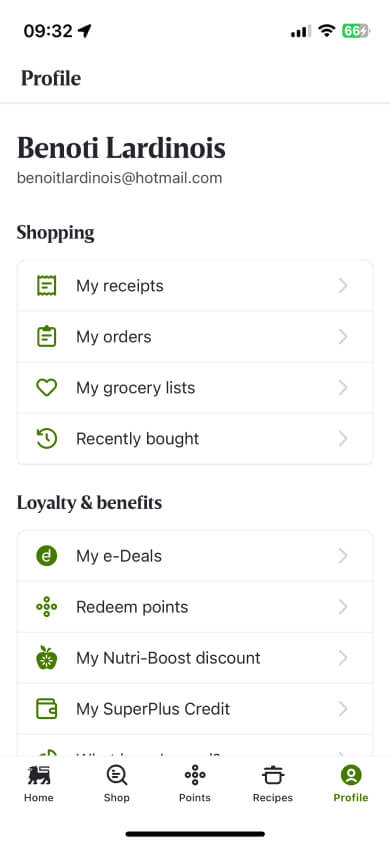 09:32
66
Profile
Benoti Lardinois
benoitlardinois@hotmail.com
Shopping
My receipts
My orders
My grocery lists
Recently bought
Loyalty & benefits
My e-Deals
Redeem points
My Nutri-Boost discount
My SuperPlus Credit
Home
Shop
Points
Recipes
Profile